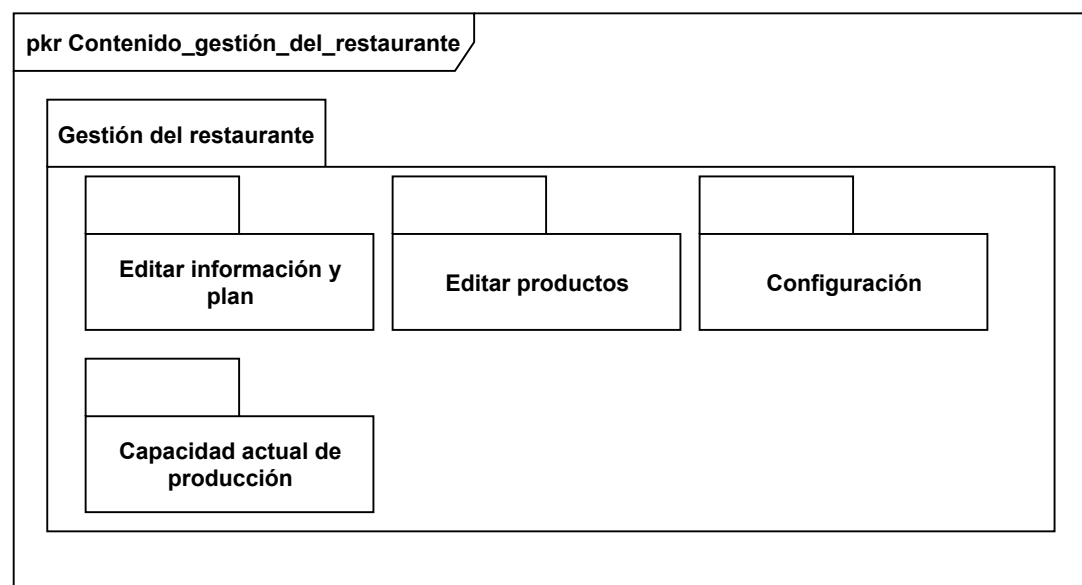 pkr Contenido_gestión_del_restaurante
Gestión del restaurante
Editar información y
plan
Editar productos
Configuración
Capacidad actual de
producción